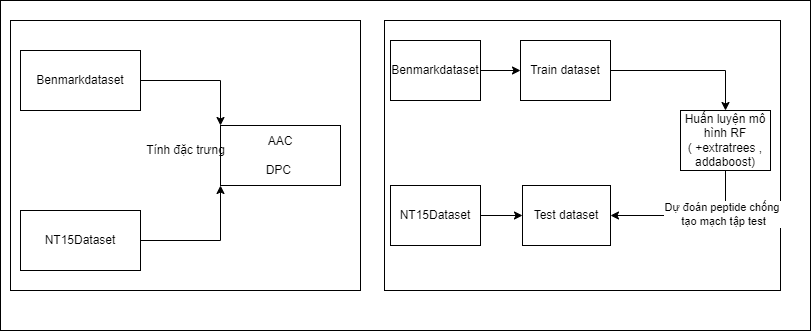 Benmarkdataset
Tính đặc trưng
AAC
DPC
NT15Dataset
Benmarkdataset
Train dataset
Huấn luyện mô
hình RF
( +extratrees ,
addaboost)
NT15Dataset
Test dataset
Dự đoán peptide chống
tạo mạch tập test